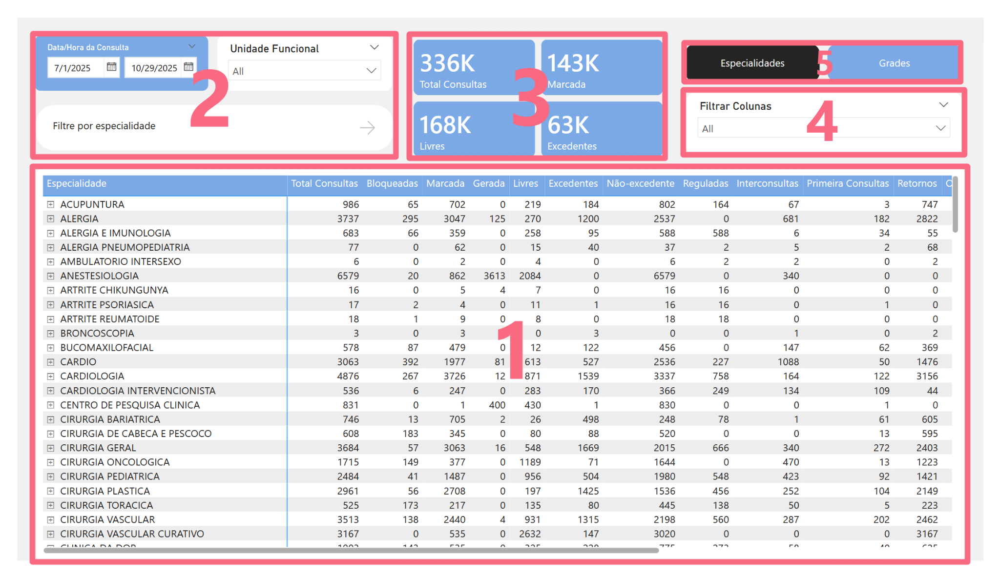 Data/Hora da Consulta
7/1/2025 10/29/2025
Unidade Funcional
All
2
Filtre por especialidade
336K
Total Consultas
143K
Marcada
3
168K
Livres
63K
Excedentes
Especialidades 5 Grades
Filtrar Colunas
All
4
Especialidade Total Consultas Bloqueadas Marcada Gerada Livres Excedentes Não-excedente Reguladas Interconsultas Primeira Consultas Retornos
ACUPUNTURA 986 65 702 0 219 184 802 164 67 3 747
ALERGIA 3737 295 3047 125 270 1200 2537 0 681 182 2822
ALERGIA E IMUNOLOGIA 683 66 359 0 258 95 588 588 6 34 55
ALERGIA PNEUMOPEDIATRIA 77 0 62 0 15 40 37 2 5 2 68
AMBULATORIO INTERSEXO 6 0 2 0 4 0 6 2 2 0 2
ANESTESIOLOGIA 6579 20 862 3613 2084 0 6579 0 340 0 0
ARTRITE CHIKUNGUNYA 16 0 5 4 7 0 16 16 0 0 0
ARTRITE PSORIASICA 17 2 4 0 11 1 16 16 0 1 0
ARTRITE REUMATOIDE 18 1 9 0 8 0 18 18 0 0 0
BRONCOSCOPIA 3 0 3 0 3 0 0 1 0 2
BUCOMAXILOFACIAL 578 87 479 0 12 122 456 0 147 62 369
1
CARDIO 3063 392 1977 81 613 527 2536 227 1088 50 1476
CARDIOLOGIA 4876 267 3726 12 871 1539 3337 758 164 122 3156
CARDIOLOGIA INTERVENCIONISTA 536 6 247 0 283 170 366 249 134 109 44
CENTRO DE PESQUISA CLINICA 831 0 1 400 430 1 830 0 0 1 0
CIRURGIA BARIATRICA 746 13 705 2 26 498 248 78 1 61 605
CIRURGIA DE CABECA E PESCOCO 608 183 345 0 80 88 520 0 0 13 595
CIRURGIA GERAL 3684 57 3063 16 548 1669 2015 666 340 272 2403
CIRURGIA ONCOLOGICA 1715 149 377 0 1189 71 1644 0 470 13 1223
CIRURGIA PEDIATRICA 2484 41 1487 0 956 504 1980 548 423 92 1421
CIRURGIA PLASTICA 2961 56 2708 0 197 1425 1536 456 252 104 2149
CIRURGIA TORACICA 525 173 217 0 135 80 445 138 50 5 223
CIRURGIA VASCULAR 3513 138 2440 4 931 1315 2198 560 287 202 2462
CIRURGIA VASCULAR CURATIVO 3167 0 535 0 2632 147 3020 0 0 0 3167
CLINICA DA DOR